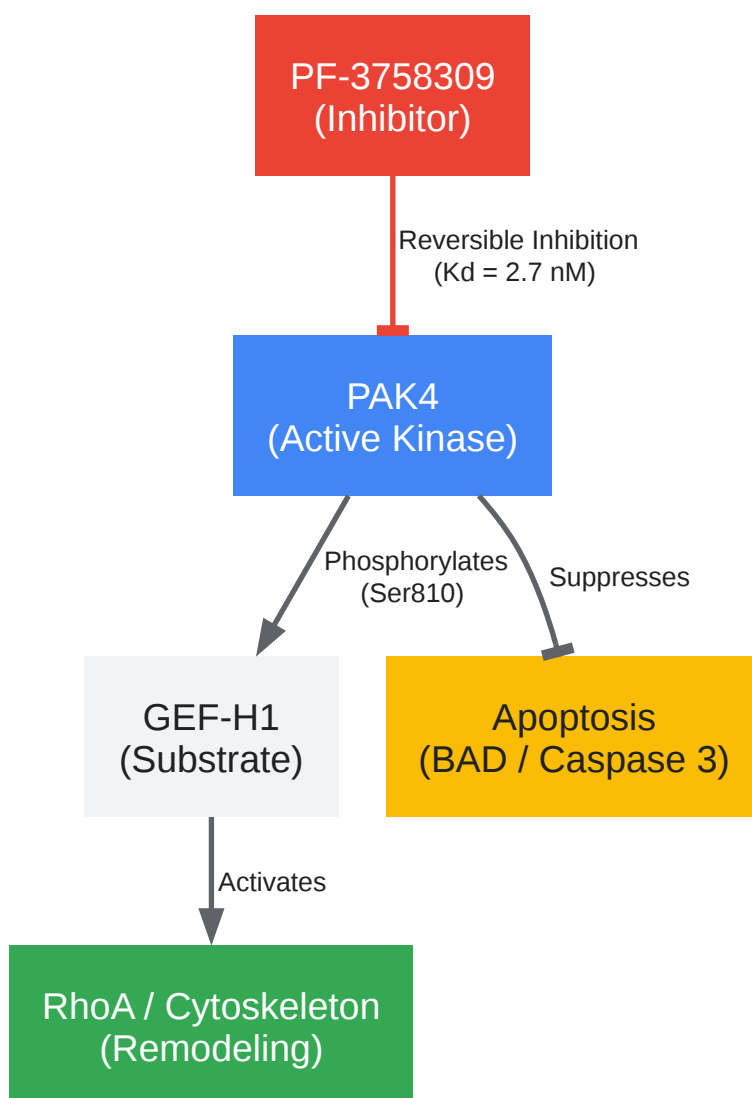 PF-3758309
(Inhibitor)
Reversible Inhibition
(Kd = 2.7 nM)
PAK4
(Active Kinase)
Phosphorylates
(Ser810)
Suppresses
GEF-H1
(Substrate)
Apoptosis
(BAD / Caspase 3)
Activates
RhoA / Cytoskeleton
(Remodeling)